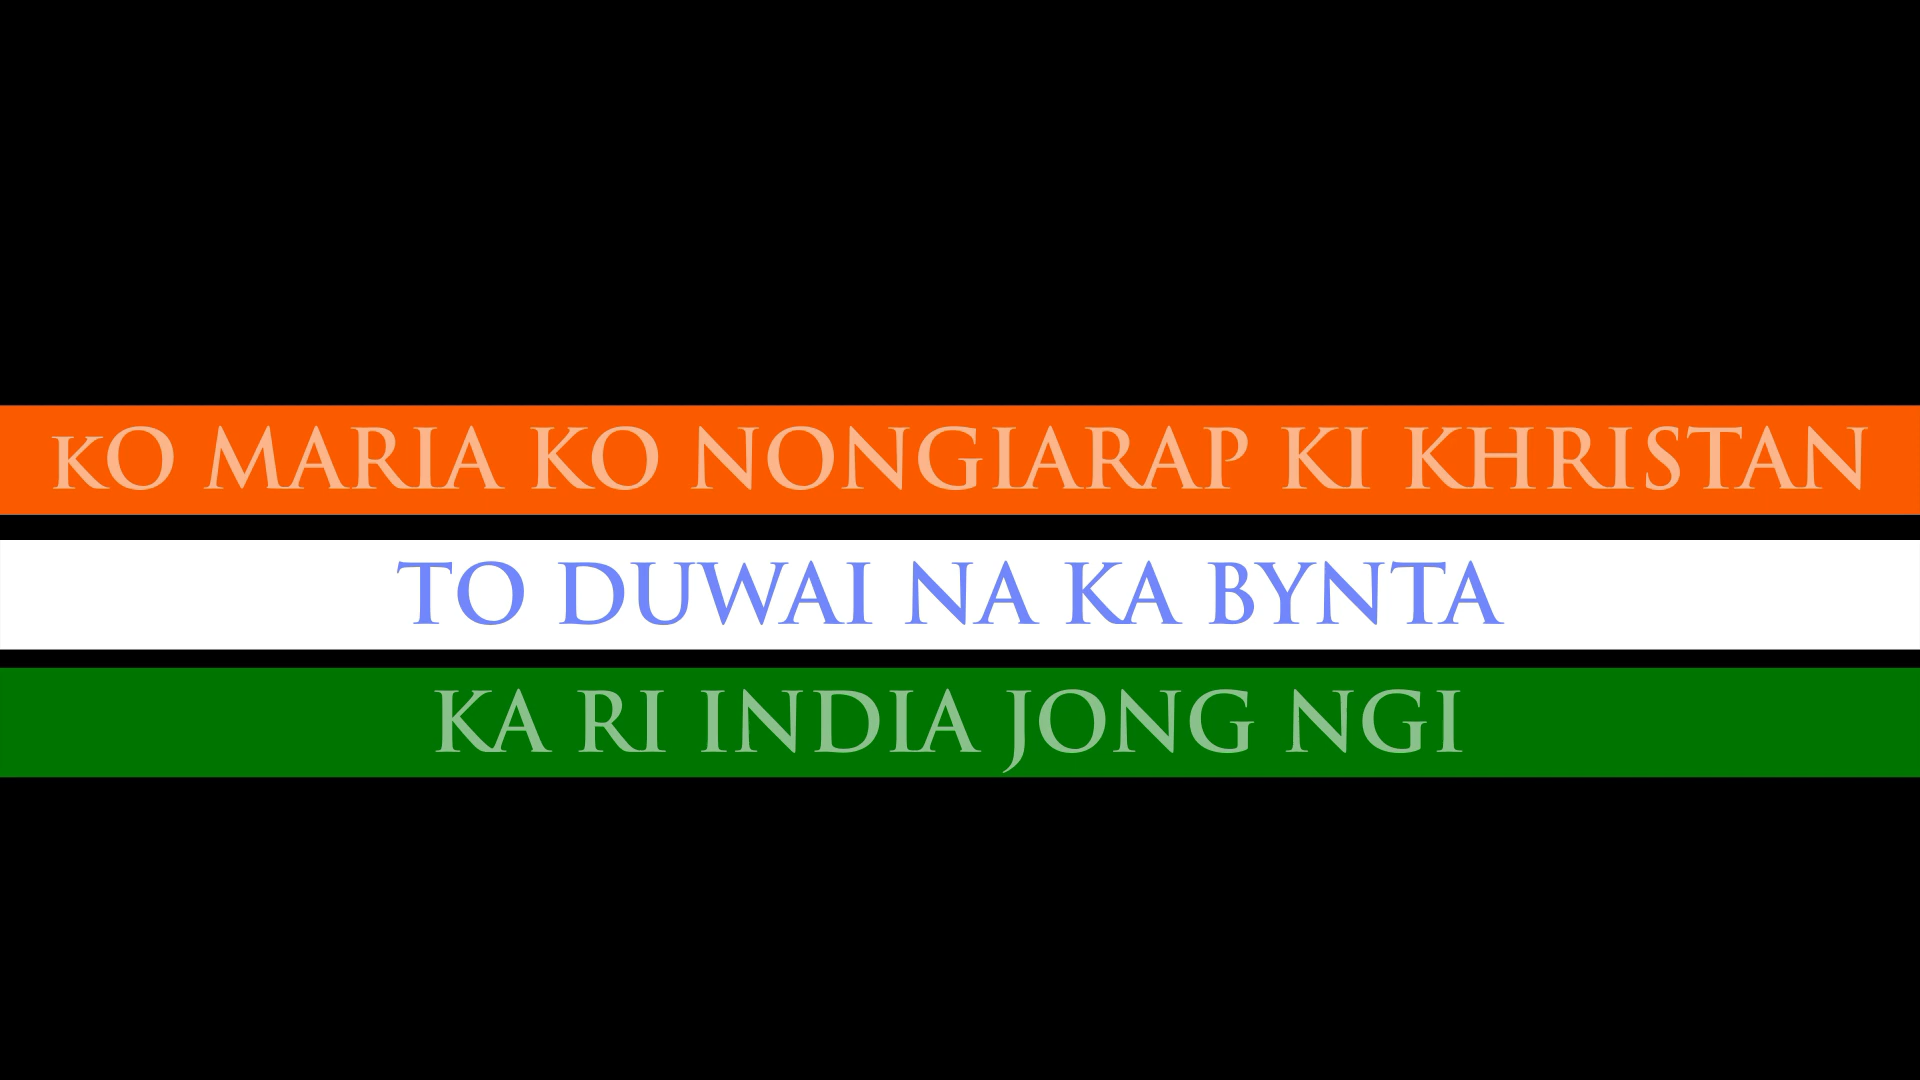 KO MARIA KO NONGIARAP KI KHRISTAN
TO DUWAI NA KA BYNTA
KA RI INDIA JONG NGI